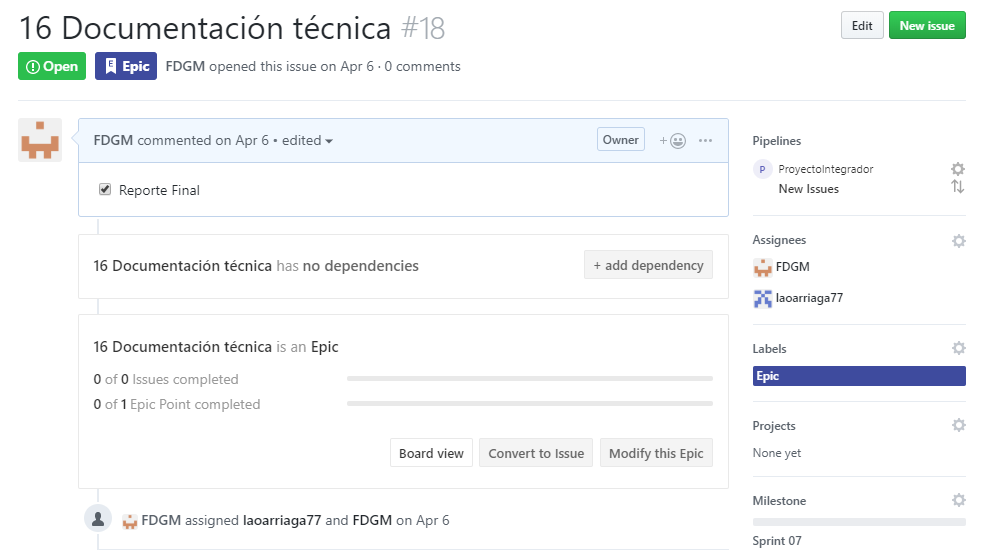 16 Documentación técnica #18
Edit
New issue
Open
Epic
FDGM opened this issue on Apr 6 · 0 comments
FDGM commented on Apr 6 • edited
Owner
Reporte Final
16 Documentación técnica has no dependencies
+ add dependency
16 Documentación técnica is an Epic
0 of 0 Issues completed
0 of 1 Epic Point completed
Board view
Convert to Issue
Modify this Epic
FDGM assigned laoarriaga77 and FDGM on Apr 6
Pipelines
P ProyectoIntegrador
New Issues
Assignees
FDGM
laoarriaga77
Labels
Epic
Projects
None yet
Milestone
Sprint 07